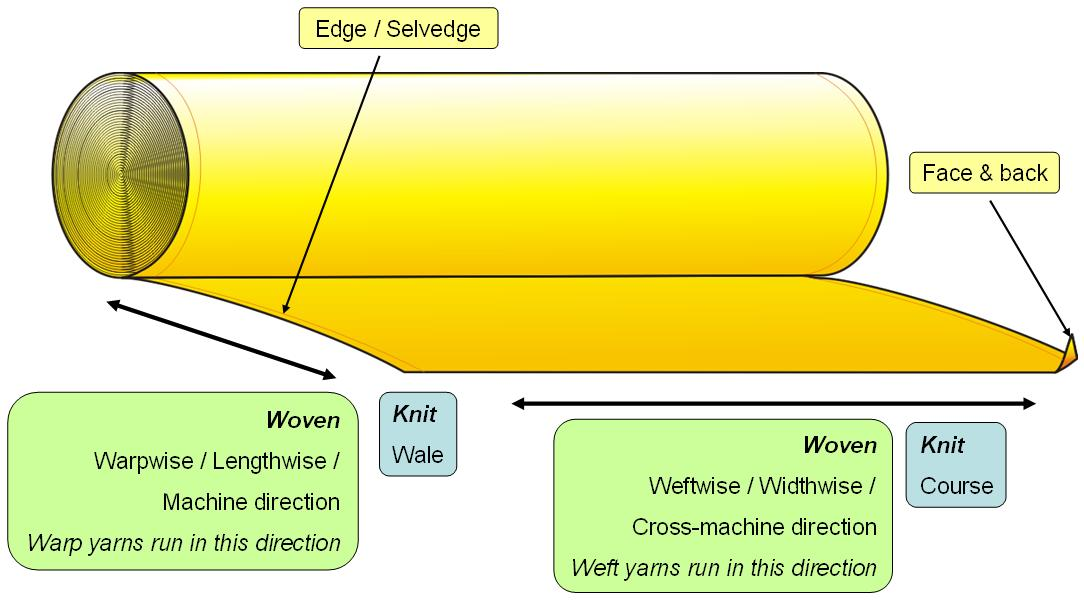 Edge / Selvedge
Face & back
Woven
Warpwise / Lengthwise /
Machine direction
Warp yarns run in this direction
Knit
Wale
Woven
Weftwise / Widthwise /
Cross-machine direction
Weft yarns run in this direction
Knit
Course